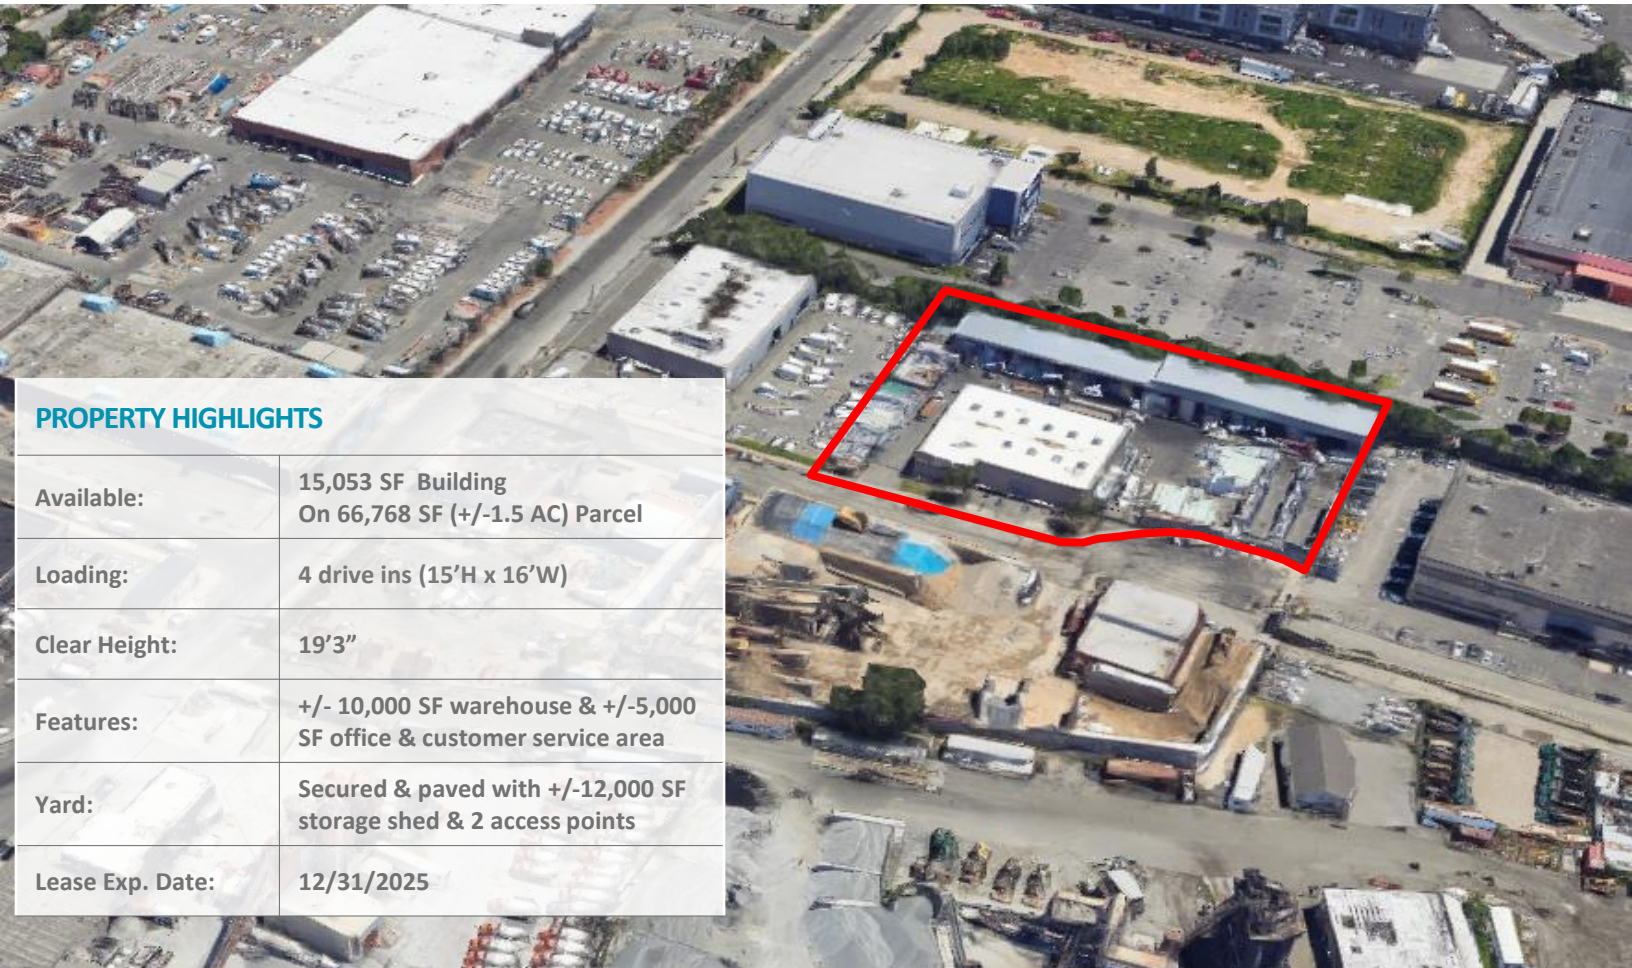 PROPERTY HIGHLIGHTS
Available:
15,053 SF Building
On 66,768 SF (+/-1.5 AC) Parcel
Loading:
4 drive ins (15’H x 16’W)
Clear Height:
19’3”
Features:
+/- 10,000 SF warehouse & +/-5,000
SF office & customer service area
Yard:
Secured & paved with +/-12,000 SF
storage shed & 2 access points
Lease Exp. Date:
12/31/2025